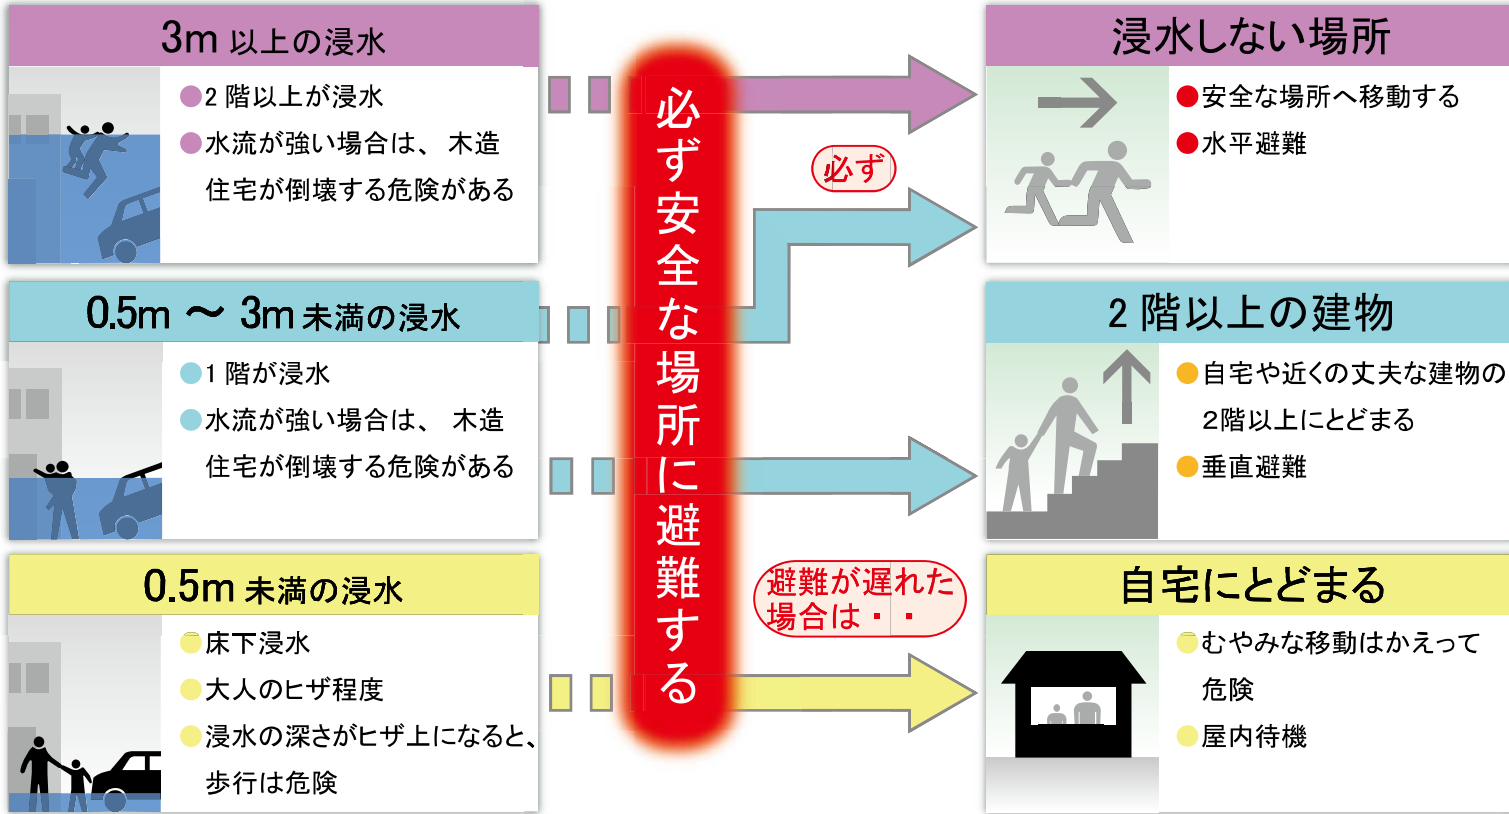 3m 以上の浸水
●2 階以上が浸水
●水流が強い場合は、 木造
住宅が倒壊する危険がある
0.5m ～ 3m 未満の浸水
●1 階が浸水
●水流が強い場合は、 木造
住宅が倒壊する危険がある
0.5m 未満の浸水
●床下浸水
●大人のヒザ程度
●浸水の深さがヒザ上になると、
歩行は危険
必ず安全な場所に避難する
必ず
避難が遅れた
場合は・・
浸水しない場所
●安全な場所へ移動する
●水平避難
2 階以上の建物
●自宅や近くの丈夫な建物の
2階以上にとどまる
●垂直避難
自宅にとどまる
●むやみな移動はかえって
危険
●屋内待機